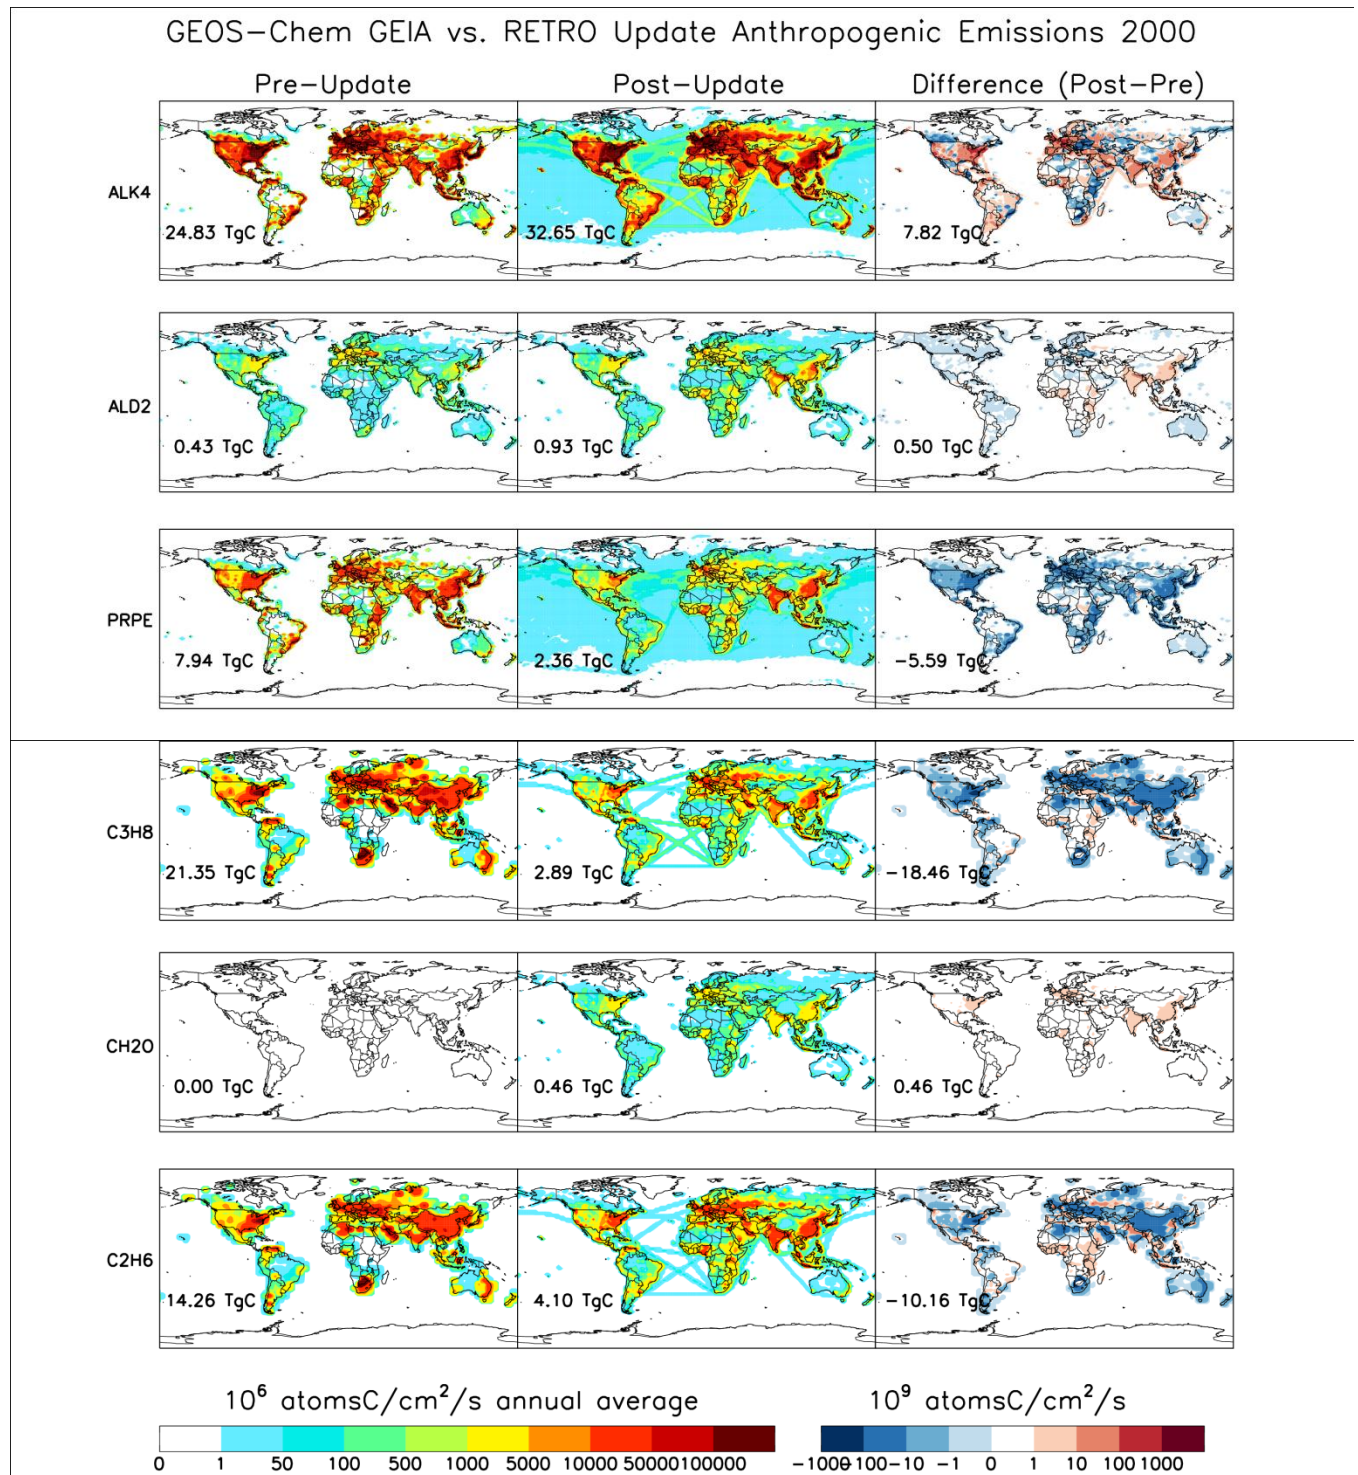 GEOS-Chem GEIA vs. RETRO Update Anthropogenic Emissions 2000
Pre-Update Post-Update Difference (Post-Pre)
ALK4
24.83 TgC 32.65 TgC 7.82 TgC
ALD2
0.43 TgC 0.93 TgC 0.50 TgC
PRPE
7.94 TgC 2.36 TgC -5.59 TgC
C3H8
21.35 TgC 2.89 TgC -18.46 TgC
CH2O
0.00 TgC 0.46 TgC 0.46 TgC
C2H6
14.26 TgC 4.10 TgC -10.16 TgC
10⁶ atomsC/cm²/s annual average 10⁹ atomsC/cm²/s
0 1 50 100 500 1000 5000 10000 50000 100000 -1000 -100 -10 -1 0 1 10 100 1000